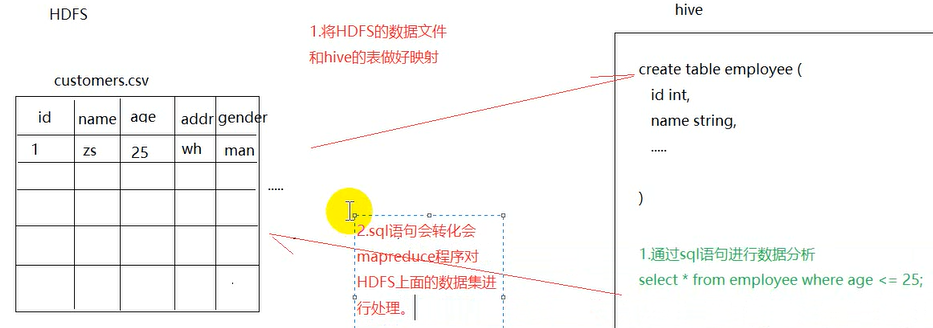 HDFS
hive
1.将HDFS的数据文件
和hive的表做好映射
customers.csv
id name age addr gender
1 zs 25 wh man
.....
create table employee (
id int,
name string,
.....
)
2.sql语句会转化会
mapreduce程序对
HDFS上面的数据集进
行处理。
1.通过sql语句进行数据分析
select * from employee where age <= 25;